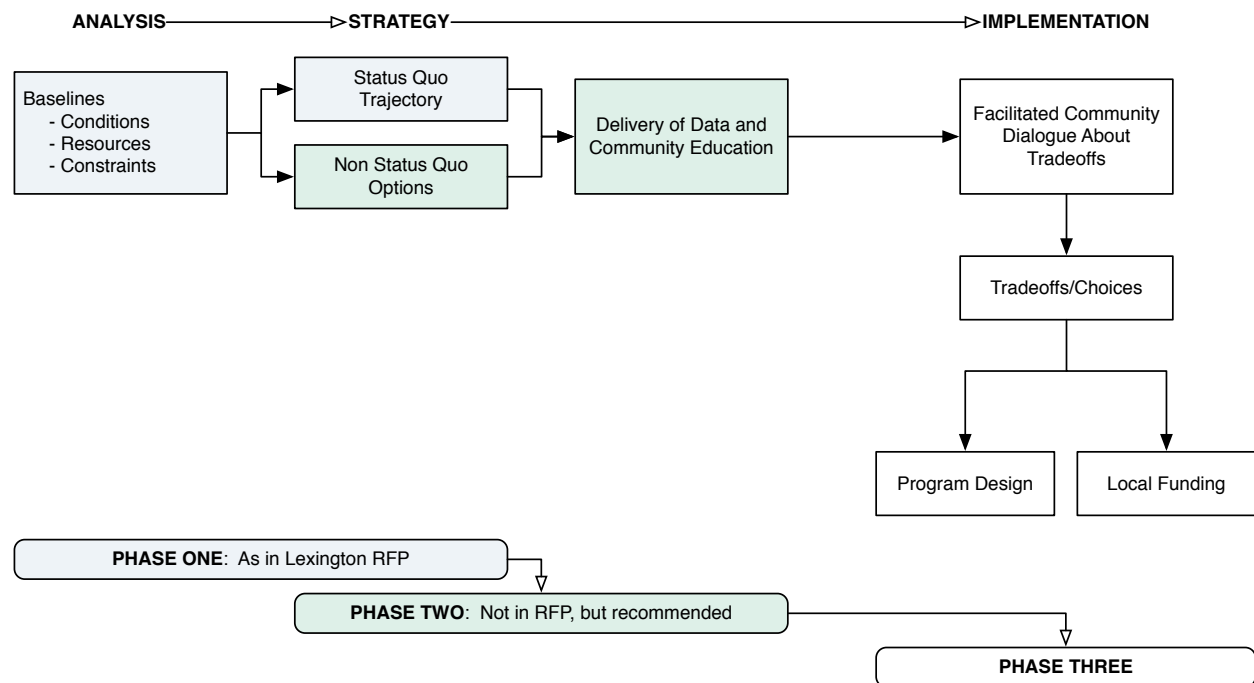 ANALYSIS
STRATEGY
IMPLEMENTATION
Baselines
- Conditions
- Resources
- Constraints
Status Quo
Trajectory
Non Status Quo
Options
Delivery of Data and
Community Education
Facilitated Community
Dialogue About
Tradeoffs
Tradeoffs/Choices
Program Design
Local Funding
PHASE ONE: As in Lexington RFP
PHASE TWO: Not in RFP, but recommended
PHASE THREE